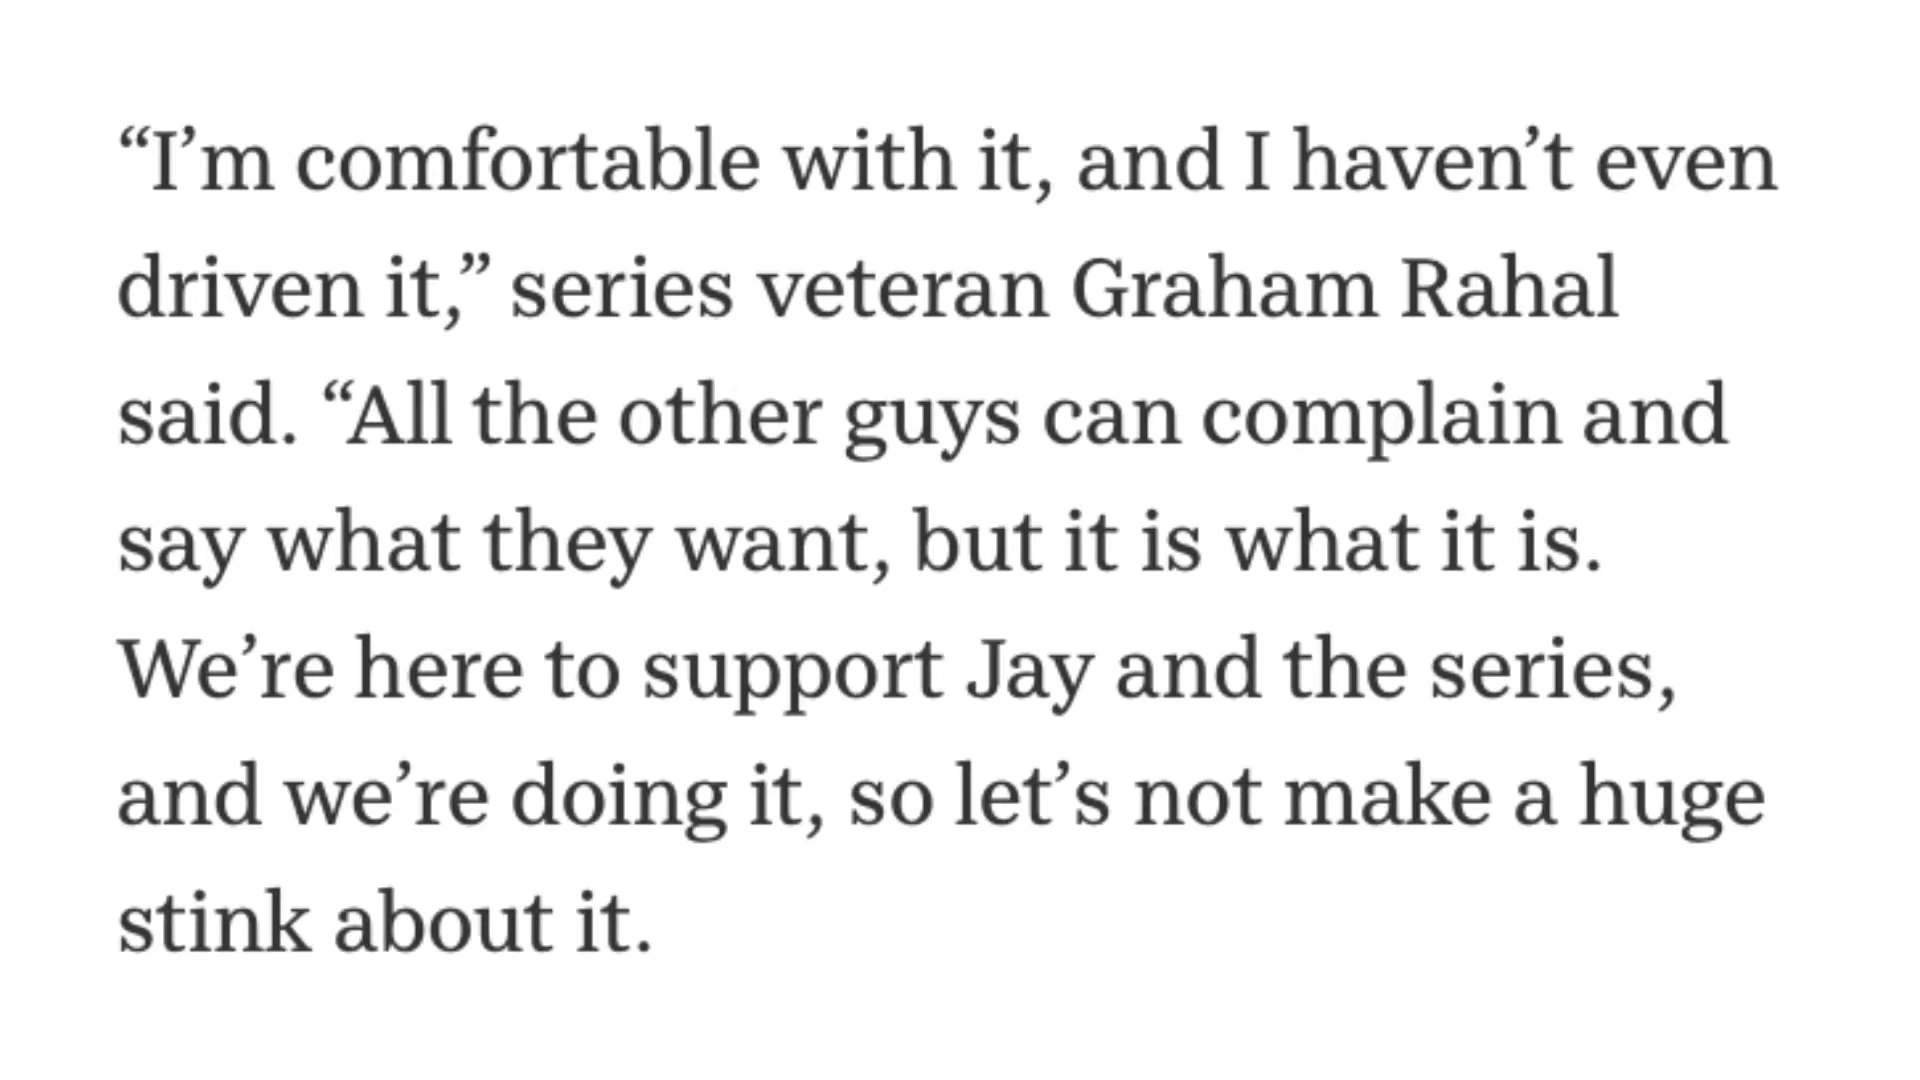 “I’m comfortable with it, and I haven’t even
driven it,” series veteran Graham Rahal
said. “All the other guys can complain and
say what they want, but it is what it is.
We’re here to support Jay and the series,
and we’re doing it, so let’s not make a huge
stink about it.